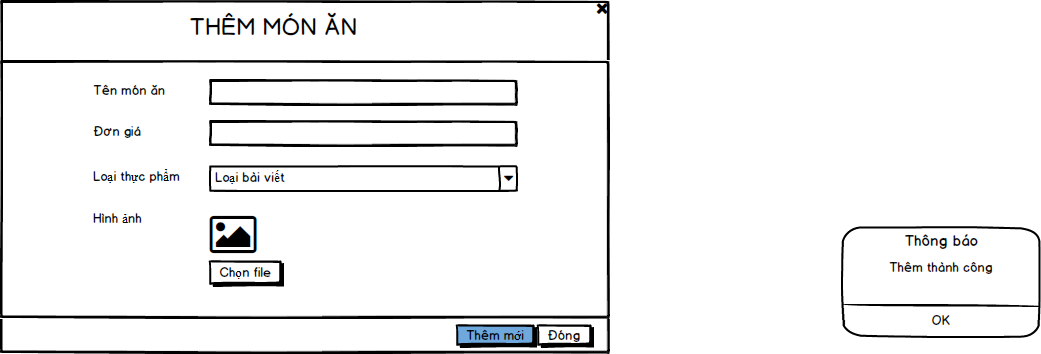 THÊM MÓN ĂN
Tên món ăn
Đơn giá
Loại thực phẩm
Loại bài viết
Hình ảnh
Chọn file
Thêm mới
Đóng
Thông báo
Thêm thành công
OK